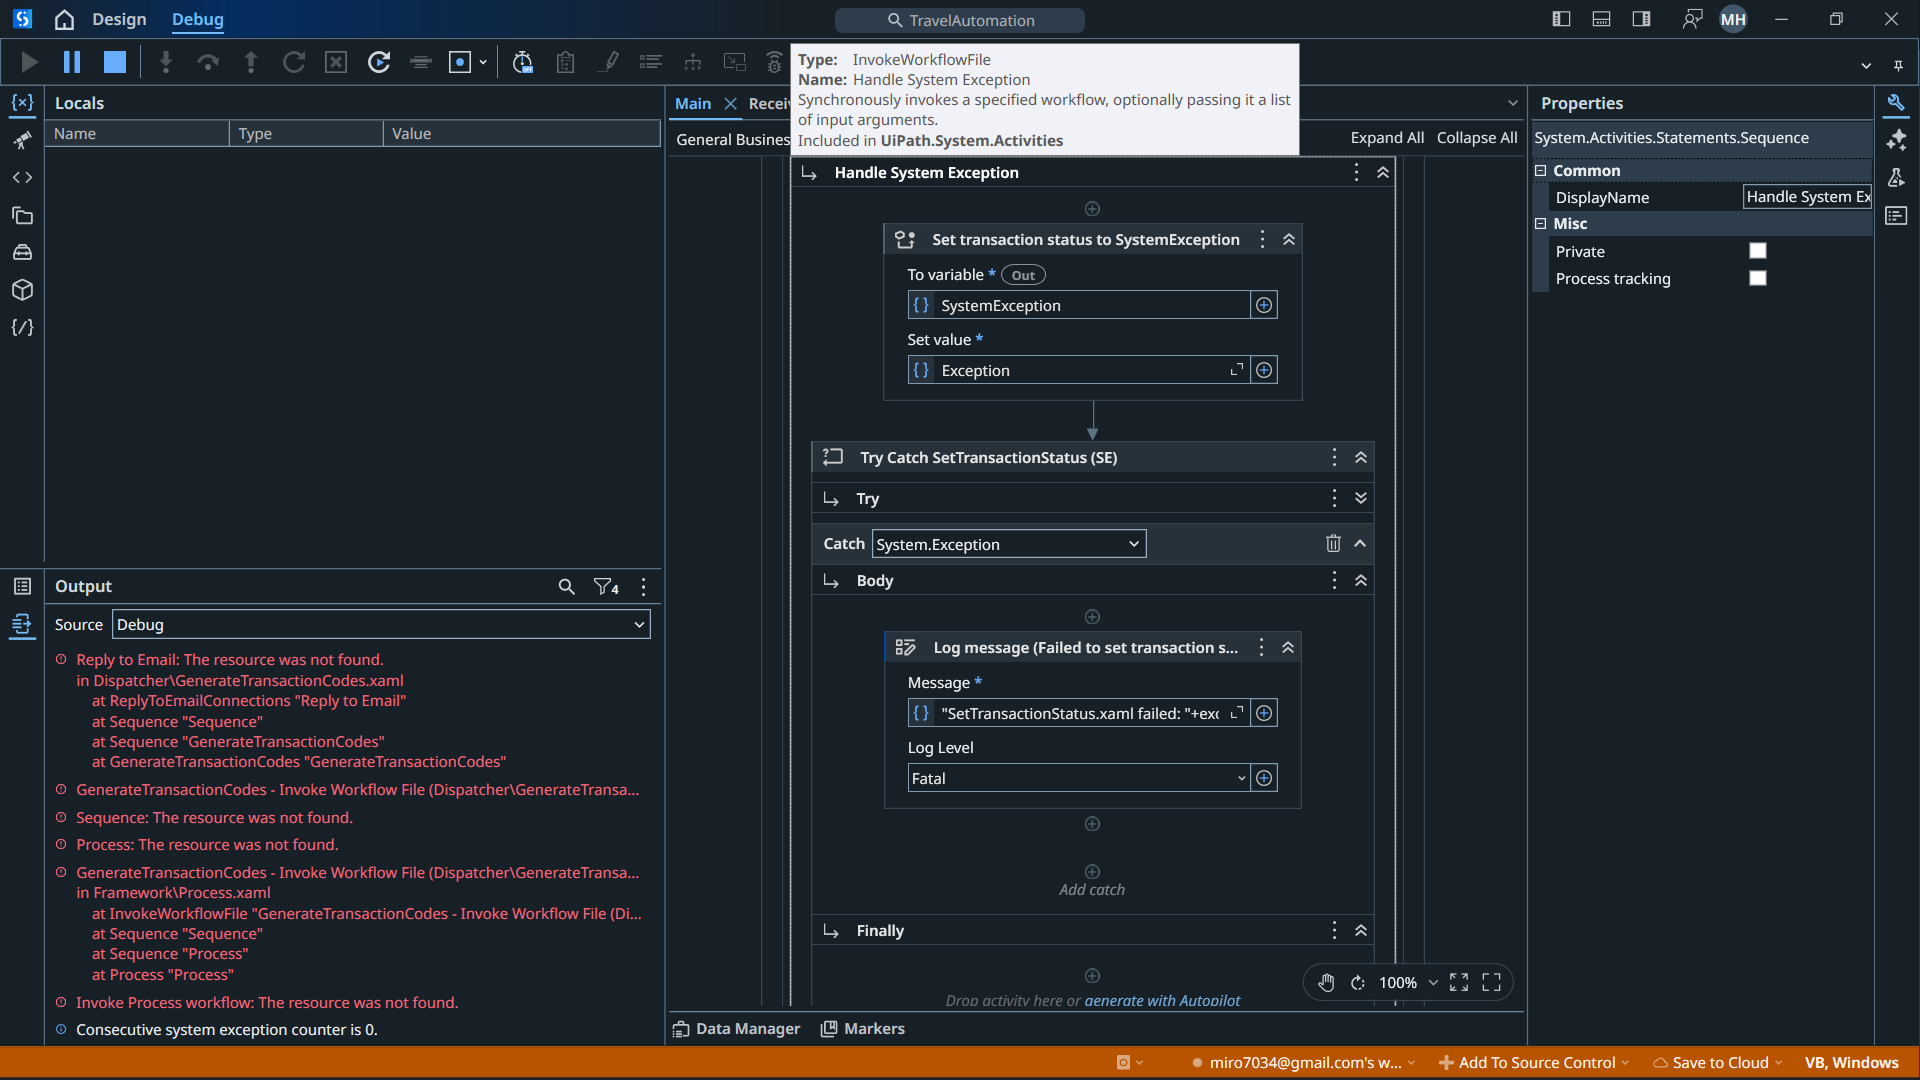 Design
Debug
TravelAutomation
MH
OFF
Type: InvokeWorkflowFile
Name: Handle System Exception
Synchronously invokes a specified workflow, optionally passing it a list
of input arguments.
Included in UiPath.System.Activities
Locals
Name
Type
Value
Output
4
Source
Debug
Reply to Email: The resource was not found.
in Dispatcher\GenerateTransactionCodes.xaml
at ReplyToEmailConnections "Reply to Email"
at Sequence "Sequence"
at Sequence "GenerateTransactionCodes"
at GenerateTransactionCodes "GenerateTransactionCodes"
GenerateTransactionCodes - Invoke Workflow File (Dispatcher\GenerateTransa...
Sequence: The resource was not found.
Process: The resource was not found.
GenerateTransactionCodes - Invoke Workflow File (Dispatcher\GenerateTransa...
in Framework\Process.xaml
at InvokeWorkflowFile "GenerateTransactionCodes - Invoke Workflow File (Di...
at Sequence "Sequence"
at Sequence "Process"
at Process "Process"
Invoke Process workflow: The resource was not found.
Consecutive system exception counter is 0.
Main
Recei
General Busines
Expand All
Collapse All
Handle System Exception
Set transaction status to SystemException
To variable * Out
SystemException
Set value *
Exception
Try Catch SetTransactionStatus (SE)
Try
Catch
System.Exception
Body
Log message (Failed to set transaction s...
Message *
"SetTransactionStatus.xaml failed: "+exc
Log Level
Fatal
Add catch
Finally
Drop activity here or generate with Autopilot
100%
Data Manager
Markers
Properties
System.Activities.Statements.Sequence
Common
DisplayName
Handle System Ex
Misc
Private
Process tracking
miro7034@gmail.com's w...
Add To Source Control
Save to Cloud
VB, Windows